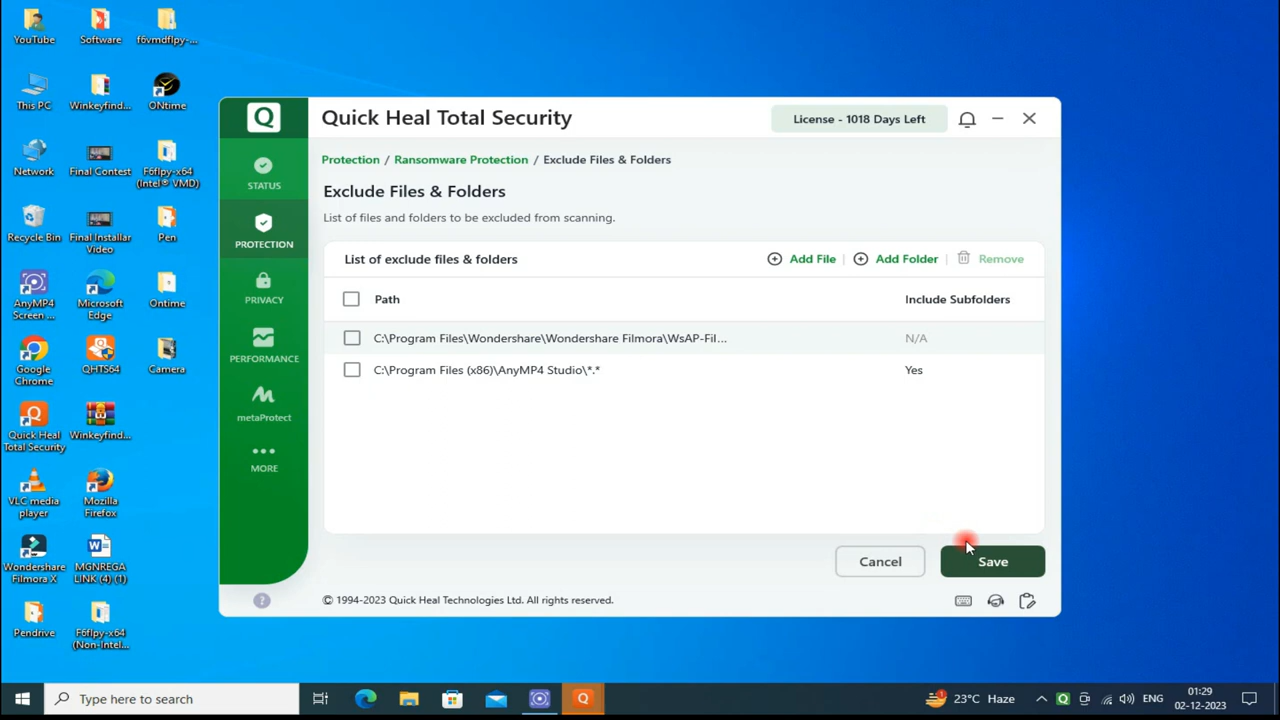 YouTube
Software
f6vmdflpy-...
This PC
Winkeyfind...
ONtime
Network
Final Contest
F6flpy-x64
(Intel® VMD)
Recycle Bin
Final Installar
Video
Pen
AnyMP4
Screen ...
Microsoft
Edge
Ontime
Google
Chrome
QHTS64
Camera
Quick Heal
Total Security
Winkeyfind...
VLC media
player
Mozilla
Firefox
Wondershare
Filmora X
MGNREGA
LINK (4) (1)
Pendrive
F6flpy-x64
(Non-Intel...
Q
Quick Heal Total Security
License - 1018 Days Left
STATUS
PROTECTION
PRIVACY
PERFORMANCE
metaProtect
MORE
Protection / Ransomware Protection / Exclude Files & Folders
Exclude Files & Folders
List of files and folders to be excluded from scanning.
List of exclude files & folders
Add File
Add Folder
Remove
Path
Include Subfolders
C:\Program Files\Wondershare\Wondershare Filmora\WsAP-Fil...
N/A
C:\Program Files (x86)\AnyMP4 Studio\*.*
Yes
Cancel
Save
?
© 1994-2023 Quick Heal Technologies Ltd. All rights reserved.
Type here to search
Q
1
23°C Haze
Q
ENG
01:29
02-12-2023